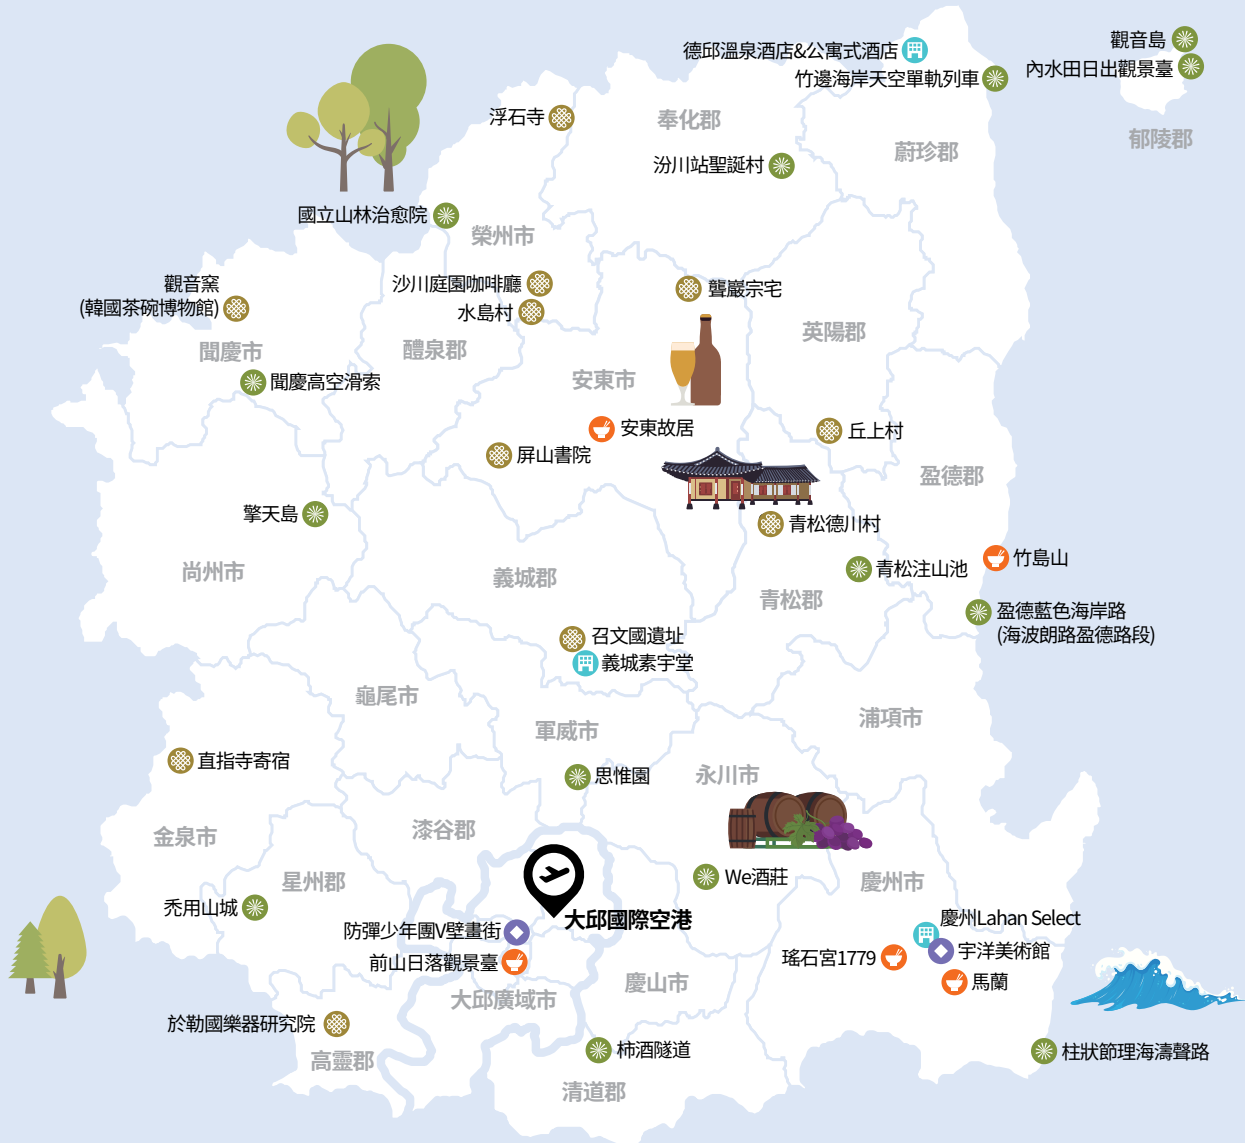 觀音島
德邱溫泉酒店&公寓式酒店
內水田日出觀景臺
竹邊海岸天空單軌列車
浮石寺
奉化郡
郁陵郡
蔚珍郡
汾川站聖誕村
國立山林治愈院
榮州市
觀音窯
(韓國茶碗博物館)
沙川庭園咖啡廳
聾巖宗宅
水島村
英陽郡
聞慶市
醴泉郡
聞慶高空滑索
安東市
安東故居
丘上村
屏山書院
盈德郡
擎天島
青松德川村
竹島山
尚州市
義城郡
青松注山池
青松郡
盈德藍色海岸路
(海波朗路盈德路段)
召文國遺址
義城素宇堂
龜尾市
浦項市
軍威市
直指寺寄宿
思惟園
永川市
漆谷郡
金泉市
星州郡
We酒莊
慶州市
禿用山城
大邱國際空港
慶州Lahan Select
防彈少年團V壁畫街
宇洋美術館
瑤石宮1779
前山日落觀景臺
馬蘭
慶山市
大邱廣域市
於勒國樂器研究院
柿酒隧道
柱狀節理海濤聲路
高靈郡
清道郡